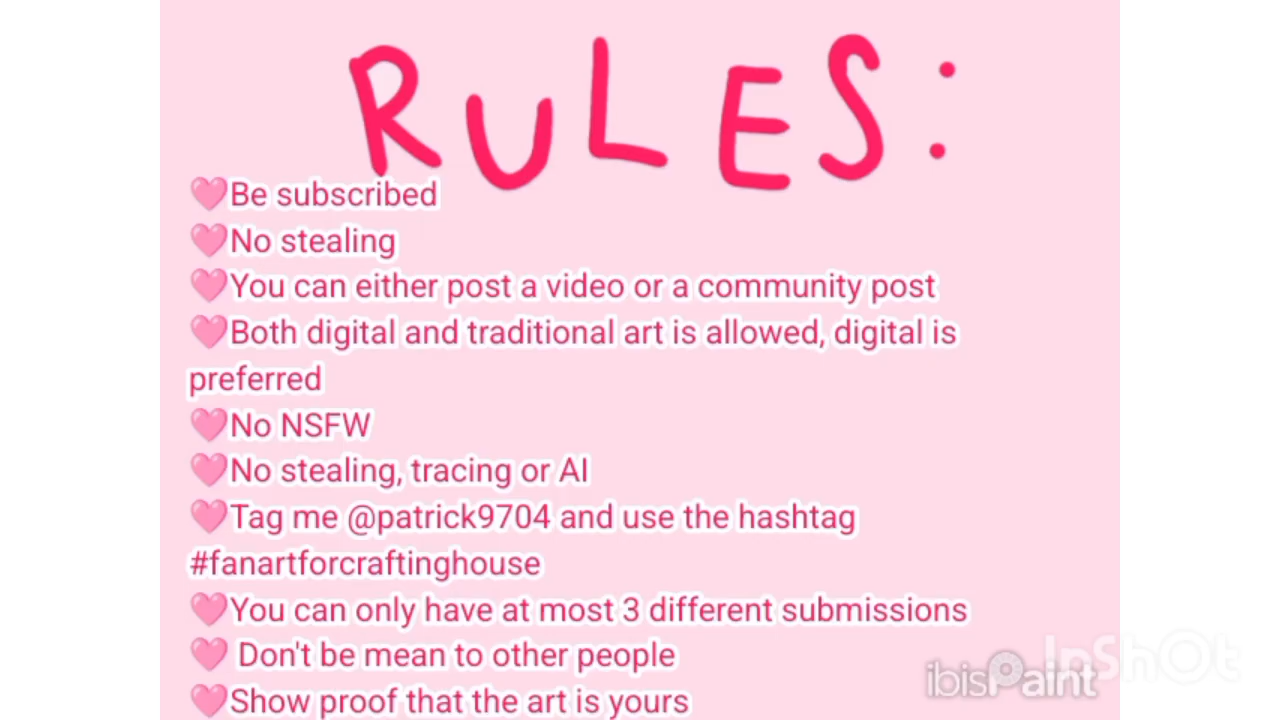 RULES:
🩷Be subscribed
🩷No stealing
🩷You can either post a video or a community post
🩷Both digital and traditional art is allowed, digital is
preferred
🩷No NSFW
🩷No stealing, tracing or AI
🩷Tag me @patrick9704 and use the hashtag
#fanartforcraftinghouse
🩷You can only have at most 3 different submissions
🩷 Don't be mean to other people
🩷Show proof that the art is yours
InShOt
ibisPaint